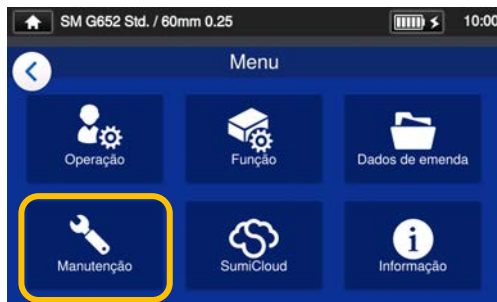 SM G652 Std. / 60mm 0.25
10:00
Menu
Operação
Função
Dados de emenda
Manutenção
SumiCloud
Informação